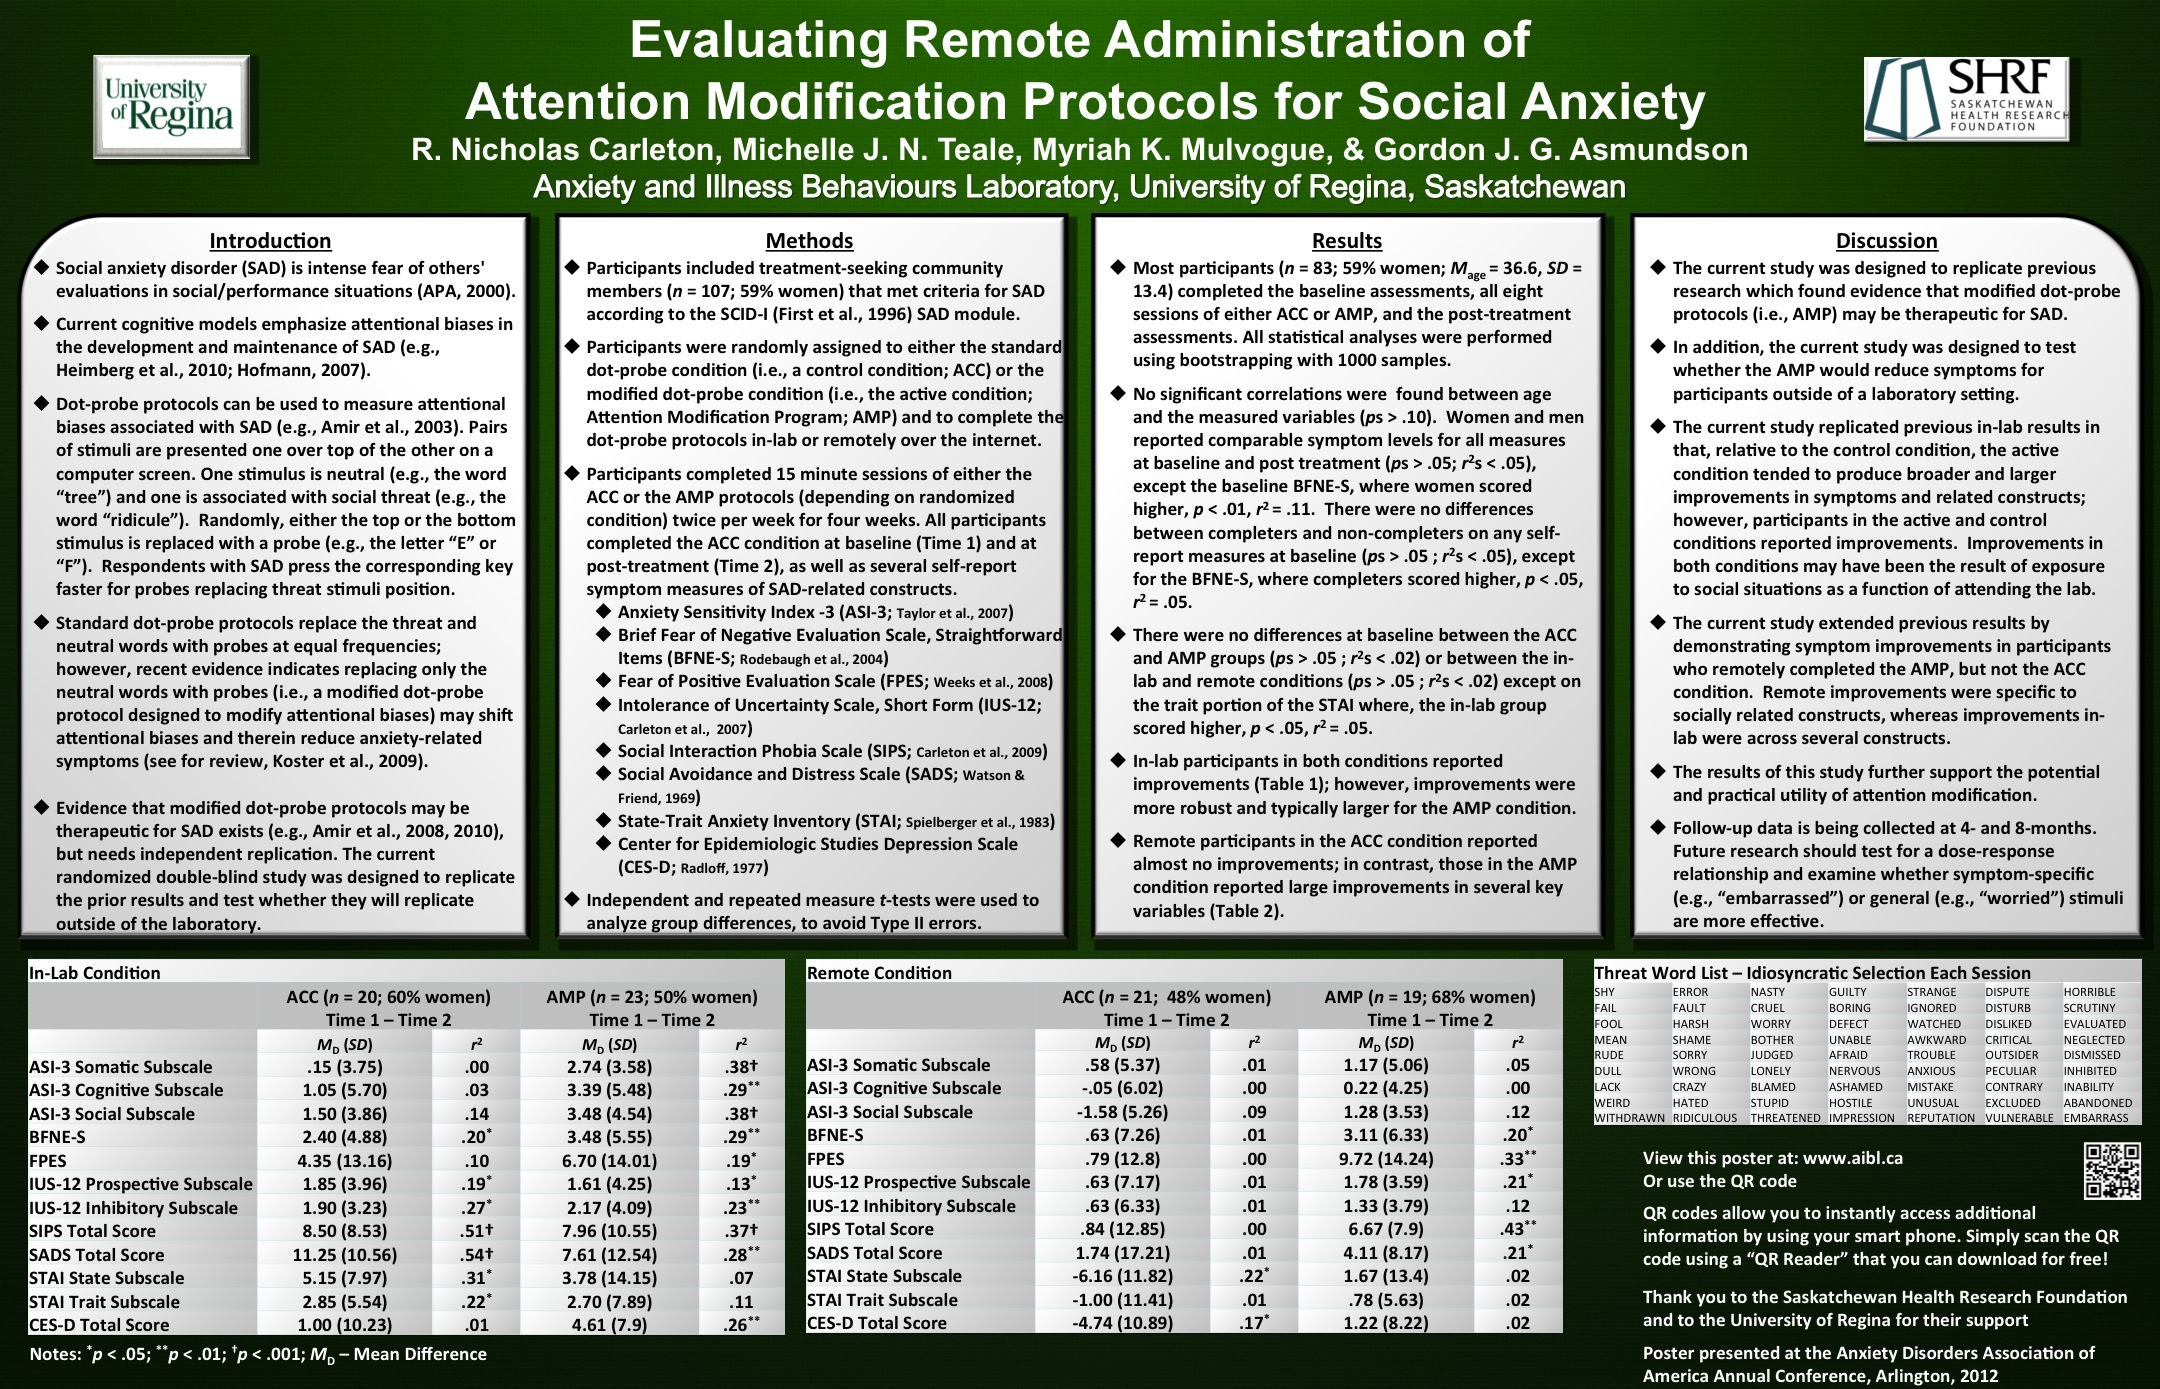 Evaluating Remote Administration of
Attention Modification Protocols for Social Anxiety
R. Nicholas Carleton, Michelle J. N. Teale, Myriah K. Mulvogue, & Gordon J. G. Asmundson
Anxiety and Illness Behaviours Laboratory, University of Regina, Saskatchewan
University
of Regina
SHRF
SASKATCHEWAN
HEALTH RESEARCH
FOUNDATION
Introduction
◆ Social anxiety disorder (SAD) is intense fear of others'
evaluations in social/performance situations (APA, 2000).
◆ Current cognitive models emphasize attentional biases in
the development and maintenance of SAD (e.g.,
Heimberg et al., 2010; Hofmann, 2007).
◆ Dot-probe protocols can be used to measure attentional
biases associated with SAD (e.g., Amir et al., 2003). Pairs
of stimuli are presented one over top of the other on a
computer screen. One stimulus is neutral (e.g., the word
“tree”) and one is associated with social threat (e.g., the
word “ridicule”). Randomly, either the top or the bottom
stimulus is replaced with a probe (e.g., the letter “E” or
“F”). Respondents with SAD press the corresponding key
faster for probes replacing threat stimuli position.
◆ Standard dot-probe protocols replace the threat and
neutral words with probes at equal frequencies;
however, recent evidence indicates replacing only the
neutral words with probes (i.e., a modified dot-probe
protocol designed to modify attentional biases) may shift
attentional biases and therein reduce anxiety-related
symptoms (see for review, Koster et al., 2009).
◆ Evidence that modified dot-probe protocols may be
therapeutic for SAD exists (e.g., Amir et al., 2008, 2010),
but needs independent replication. The current
randomized double-blind study was designed to replicate
the prior results and test whether they will replicate
outside of the laboratory.
Methods
◆ Participants included treatment-seeking community
members (n = 107; 59% women) that met criteria for SAD
according to the SCID-I (First et al., 1996) SAD module.
◆ Participants were randomly assigned to either the standard
dot-probe condition (i.e., a control condition; ACC) or the
modified dot-probe condition (i.e., the active condition;
Attention Modification Program; AMP) and to complete the
dot-probe protocols in-lab or remotely over the internet.
◆ Participants completed 15 minute sessions of either the
ACC or the AMP protocols (depending on randomized
condition) twice per week for four weeks. All participants
completed the ACC condition at baseline (Time 1) and at
post-treatment (Time 2), as well as several self-report
symptom measures of SAD-related constructs.
◆ Anxiety Sensitivity Index -3 (ASI-3; Taylor et al., 2007)
◆ Brief Fear of Negative Evaluation Scale, Straightforward
Items (BFNE-S; Rodebaugh et al., 2004)
◆ Fear of Positive Evaluation Scale (FPES; Weeks et al., 2008)
◆ Intolerance of Uncertainty Scale, Short Form (IUS-12;
Carleton et al., 2007)
◆ Social Interaction Phobia Scale (SIPS; Carleton et al., 2009)
◆ Social Avoidance and Distress Scale (SADS; Watson &
Friend, 1969)
◆ State-Trait Anxiety Inventory (STAI; Spielberger et al., 1983)
◆ Center for Epidemiologic Studies Depression Scale
(CES-D; Radloff, 1977)
◆ Independent and repeated measure t-tests were used to
analyze group differences, to avoid Type II errors.
Results
◆ Most participants (n = 83; 59% women; Mage = 36.6, SD =
13.4) completed the baseline assessments, all eight
sessions of either ACC or AMP, and the post-treatment
assessments. All statistical analyses were performed
using bootstrapping with 1000 samples.
◆ No significant correlations were found between age
and the measured variables (ps > .10). Women and men
reported comparable symptom levels for all measures
at baseline and post treatment (ps > .05; r²s < .05),
except the baseline BFNE-S, where women scored
higher, p < .01, r² = .11. There were no differences
between completers and non-completers on any self-
report measures at baseline (ps > .05 ; r²s < .05), except
for the BFNE-S, where completers scored higher, p < .05,
r² = .05.
◆ There were no differences at baseline between the ACC
and AMP groups (ps > .05 ; r²s < .02) or between the in-
lab and remote conditions (ps > .05 ; r²s < .02) except on
the trait portion of the STAI where, the in-lab group
scored higher, p < .05, r² = .05.
◆ In-lab participants in both conditions reported
improvements (Table 1); however, improvements were
more robust and typically larger for the AMP condition.
◆ Remote participants in the ACC condition reported
almost no improvements; in contrast, those in the AMP
condition reported large improvements in several key
variables (Table 2).
Discussion
◆ The current study was designed to replicate previous
research which found evidence that modified dot-probe
protocols (i.e., AMP) may be therapeutic for SAD.
◆ In addition, the current study was designed to test
whether the AMP would reduce symptoms for
participants outside of a laboratory setting.
◆ The current study replicated previous in-lab results in
that, relative to the control condition, the active
condition tended to produce broader and larger
improvements in symptoms and related constructs;
however, participants in the active and control
conditions reported improvements. Improvements in
both conditions may have been the result of exposure
to social situations as a function of attending the lab.
◆ The current study extended previous results by
demonstrating symptom improvements in participants
who remotely completed the AMP, but not the ACC
condition. Remote improvements were specific to
socially related constructs, whereas improvements in-
lab were across several constructs.
◆ The results of this study further support the potential
and practical utility of attention modification.
◆ Follow-up data is being collected at 4- and 8-months.
Future research should test for a dose-response
relationship and examine whether symptom-specific
(e.g., “embarrassed”) or general (e.g., “worried”) stimuli
are more effective.
In-Lab Condition
ACC (n = 20; 60% women) AMP (n = 23; 50% women)
Time 1 – Time 2 Time 1 – Time 2
MD (SD) r² MD (SD) r²
ASI-3 Somatic Subscale .15 (3.75) .00 2.74 (3.58) .38†
ASI-3 Cognitive Subscale 1.05 (5.70) .03 3.39 (5.48) .29**
ASI-3 Social Subscale 1.50 (3.86) .14 3.48 (4.54) .38†
BFNE-S 2.40 (4.88) .20* 3.48 (5.55) .29**
FPES 4.35 (13.16) .10 6.70 (14.01) .19*
IUS-12 Prospective Subscale 1.85 (3.96) .19* 1.61 (4.25) .13*
IUS-12 Inhibitory Subscale 1.90 (3.23) .27* 2.17 (4.09) .23**
SIPS Total Score 8.50 (8.53) .51† 7.96 (10.55) .37†
SADS Total Score 11.25 (10.56) .54† 7.61 (12.54) .28**
STAI State Subscale 5.15 (7.97) .31* 3.78 (14.15) .07
STAI Trait Subscale 2.85 (5.54) .22* 2.70 (7.89) .11
CES-D Total Score 1.00 (10.23) .01 4.61 (7.9) .26**
Notes: *p < .05; **p < .01; †p < .001; MD – Mean Difference
Remote Condition
ACC (n = 21; 48% women) AMP (n = 19; 68% women)
Time 1 – Time 2 Time 1 – Time 2
MD (SD) r² MD (SD) r²
ASI-3 Somatic Subscale .58 (5.37) .01 1.17 (5.06) .05
ASI-3 Cognitive Subscale -.05 (6.02) .00 0.22 (4.25) .00
ASI-3 Social Subscale -1.58 (5.26) .09 1.28 (3.53) .12
BFNE-S .63 (7.26) .01 3.11 (6.33) .20*
FPES .79 (12.8) .00 9.72 (14.24) .33**
IUS-12 Prospective Subscale .63 (7.17) .01 1.78 (3.59) .21*
IUS-12 Inhibitory Subscale .63 (6.33) .01 1.33 (3.79) .12
SIPS Total Score .84 (12.85) .00 6.67 (7.9) .43**
SADS Total Score 1.74 (17.21) .01 4.11 (8.17) .21*
STAI State Subscale -6.16 (11.82) .22* 1.67 (13.4) .02
STAI Trait Subscale -1.00 (11.41) .01 .78 (5.63) .02
CES-D Total Score -4.74 (10.89) .17* 1.22 (8.22) .02
Threat Word List – Idiosyncratic Selection Each Session
SHY ERROR NASTY GUILTY STRANGE DISPUTE HORRIBLE
FAIL FAULT CRUEL BORING IGNORED DISTURB SCRUTINY
FOOL HARSH WORRY DEFECT WATCHED DISLIKED EVALUATED
MEAN SHAME BOTHER UNABLE AWKWARD CRITICAL NEGLECTED
RUDE SORRY JUDGED AFRAID TROUBLE OUTSIDER DISMISSED
DULL WRONG LONELY NERVOUS ANXIOUS PECULIAR INHIBITED
LACK CRAZY BLAMED ASHAMED MISTAKE CONTRARY INABILITY
WEIRD HATED STUPID HOSTILE UNUSUAL EXCLUDED ABANDONED
WITHDRAWN RIDICULOUS THREATENED IMPRESSION REPUTATION VULNERABLE EMBARRASS
View this poster at: www.aibl.ca
Or use the QR code
QR codes allow you to instantly access additional
information by using your smart phone. Simply scan the QR
code using a “QR Reader” that you can download for free!
Thank you to the Saskatchewan Health Research Foundation
and to the University of Regina for their support
Poster presented at the Anxiety Disorders Association of
America Annual Conference, Arlington, 2012